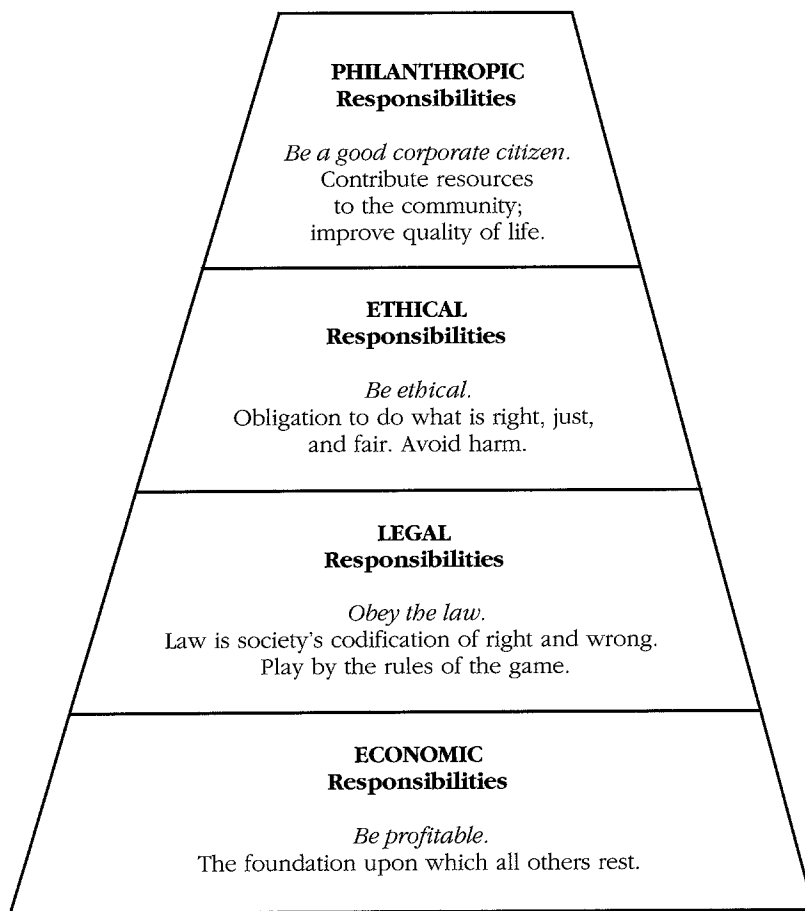 PHILANTHROPIC
Responsibilities
Be a good corporate citizen.
Contribute resources
to the community;
improve quality of life.
ETHICAL
Responsibilities
Be ethical.
Obligation to do what is right, just,
and fair. Avoid harm.
LEGAL
Responsibilities
Obey the law.
Law is society's codification of right and wrong.
Play by the rules of the game.
ECONOMIC
Responsibilities
Be profitable.
The foundation upon which all others rest.